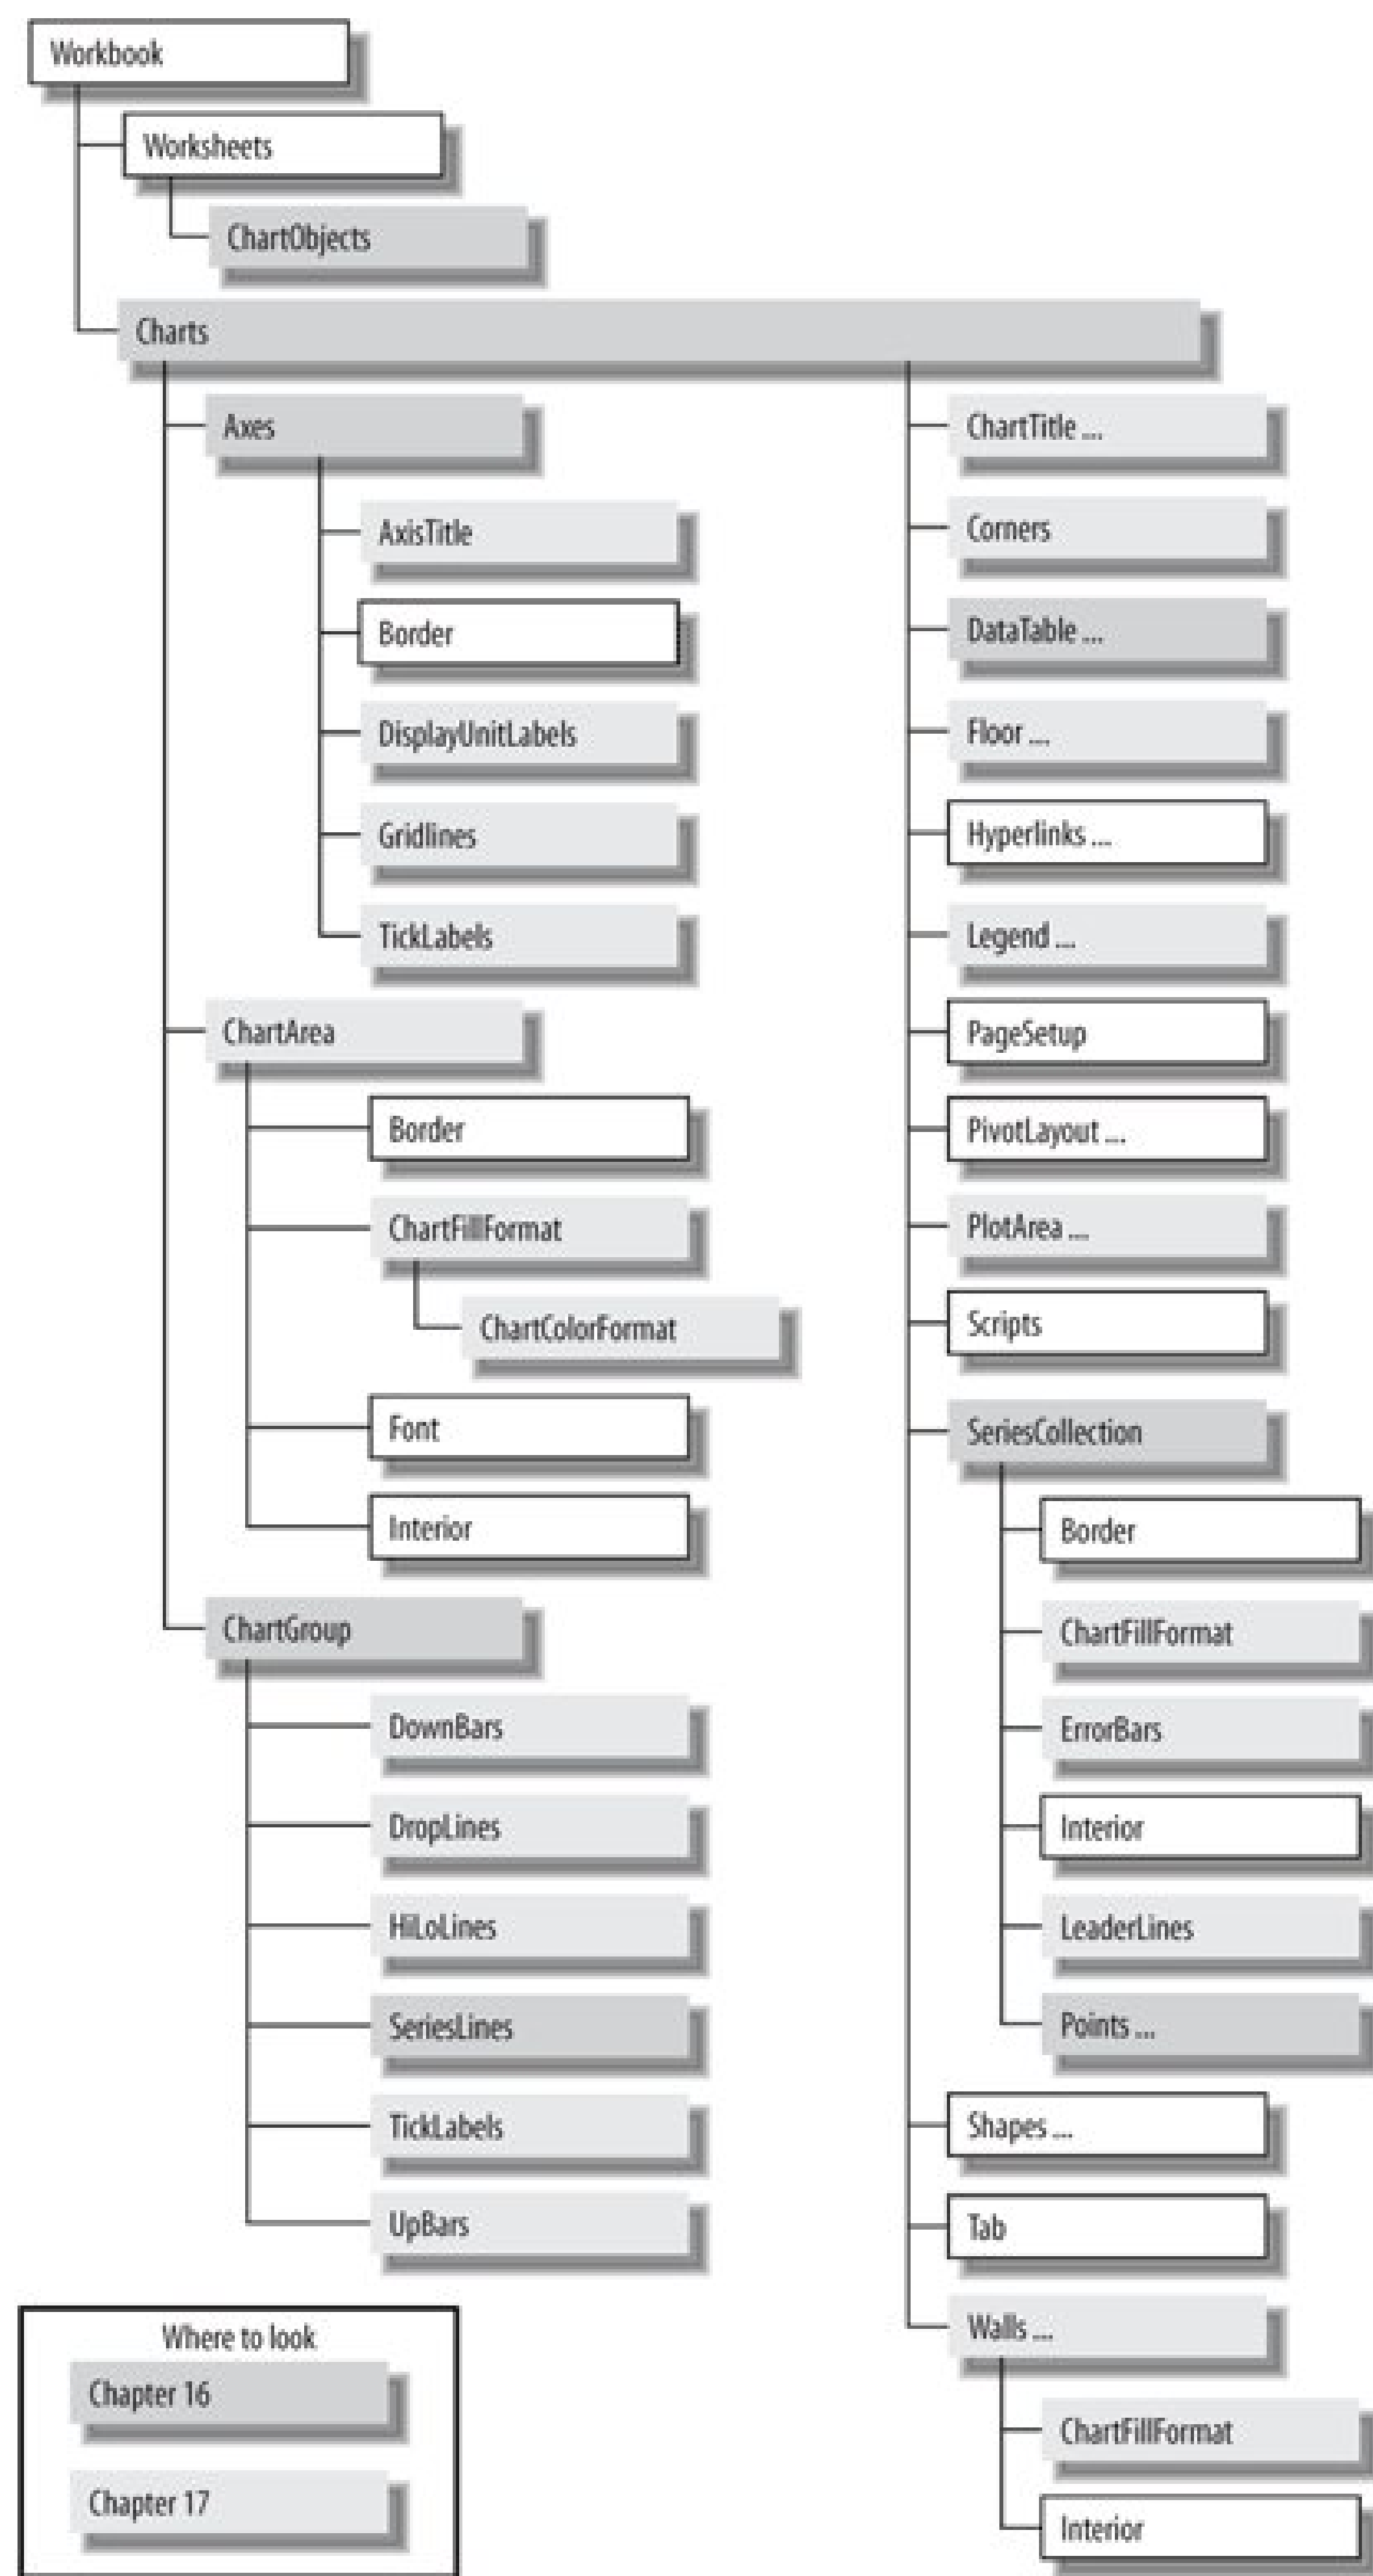 Workbook
Worksheets
ChartObjects
Charts
Axes
AxisTitle
Border
DisplayUnitLabels
Gridlines
TickLabels
ChartArea
Border
ChartFillFormat
ChartColorFormat
Font
Interior
ChartGroup
DownBars
DropLines
HiLoLines
SeriesLines
TickLabels
UpBars
ChartTitle ...
Corners
DataTable ...
Floor ...
Hyperlinks ...
Legend ...
PageSetup
PivotLayout ...
PlotArea ...
Scripts
SeriesCollection
Border
ChartFillFormat
ErrorBars
Interior
LeaderLines
Points ...
Shapes ...
Tab
Walls ...
ChartFillFormat
Interior
Where to look
Chapter 16
Chapter 17